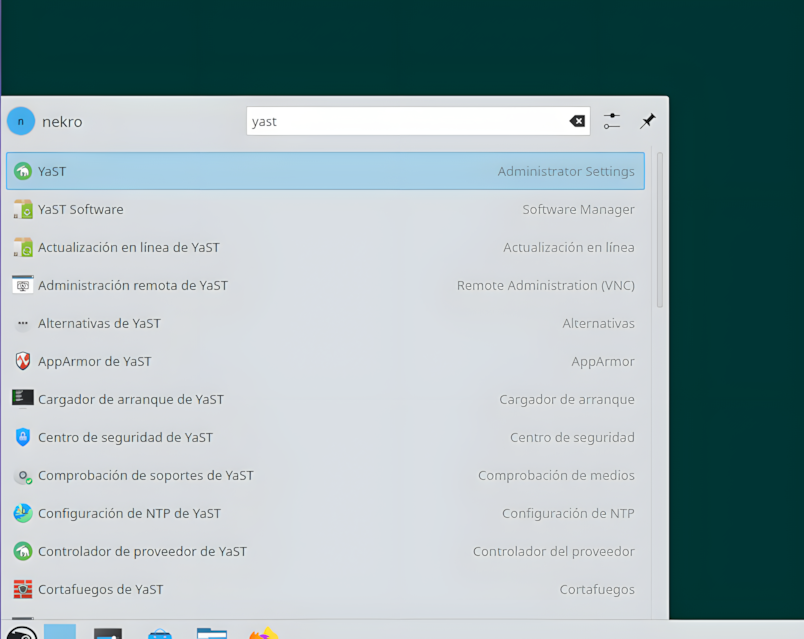 n nekro yast
YaST Administrator Settings
YaST Software Software Manager
Actualización en línea de YaST Actualización en línea
Administración remota de YaST Remote Administration (VNC)
Alternativas de YaST Alternativas
AppArmor de YaST AppArmor
Cargador de arranque de YaST Cargador de arranque
Centro de seguridad de YaST Centro de seguridad
Comprobación de soportes de YaST Comprobación de medios
Configuración de NTP de YaST Configuración de NTP
Controlador de proveedor de YaST Controlador del proveedor
Cortafuegos de YaST Cortafuegos